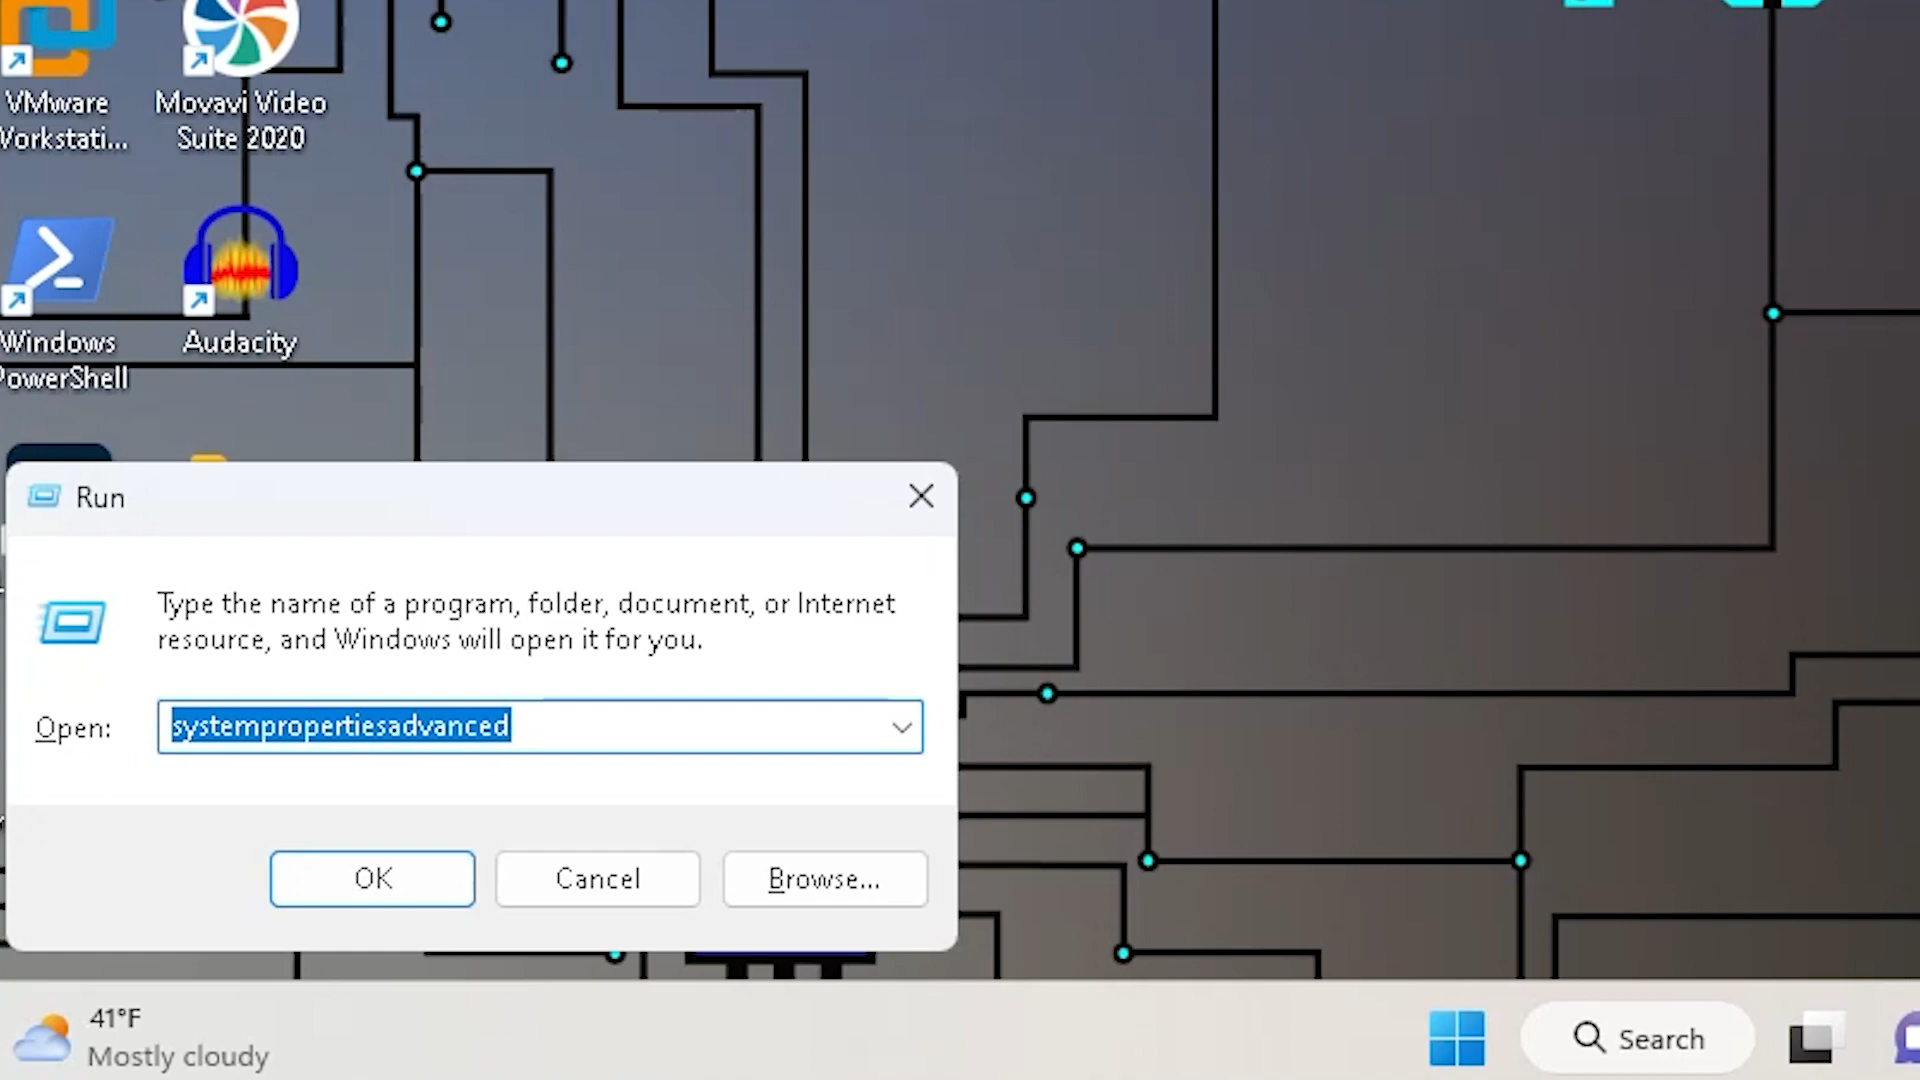 VMware
Workstati...
Movavi Video
Suite 2020
Windows
PowerShell
Audacity
Run
Type the name of a program, folder, document, or Internet
resource, and Windows will open it for you.
Open:
systempropertiesadvanced
OK
Cancel
Browse...
41°F
Mostly cloudy
Search